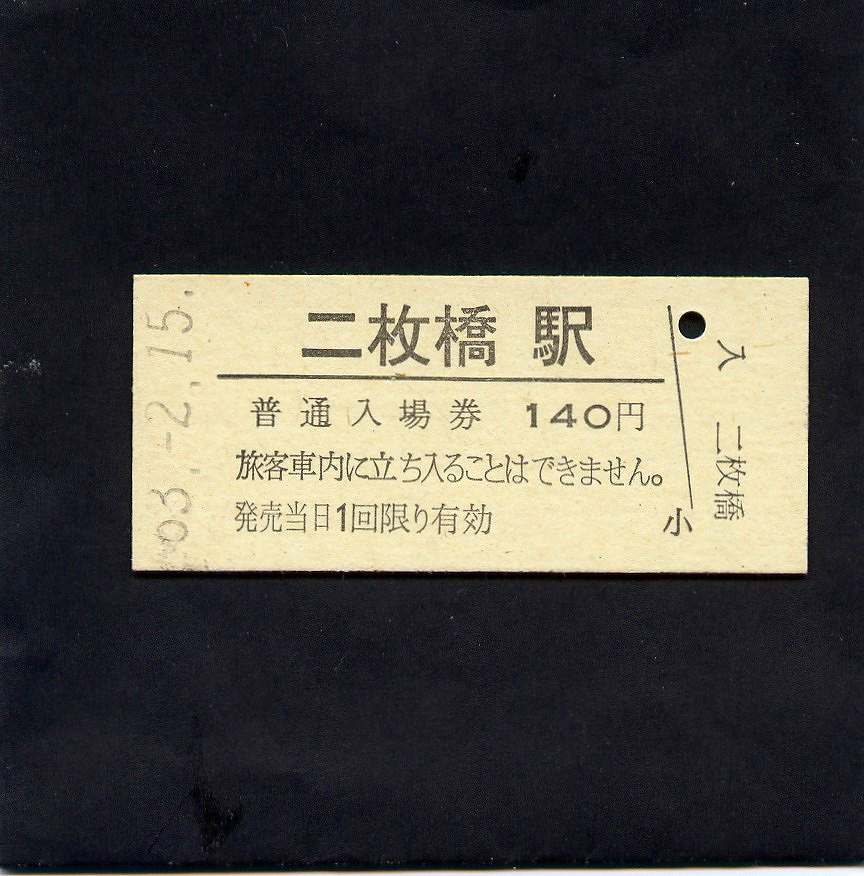 63.-2.15.
二枚橋 駅
普通入場券 140円
旅客車内に立ち入ることはできません。
発売当日1回限り有効
小
入 二枚橋